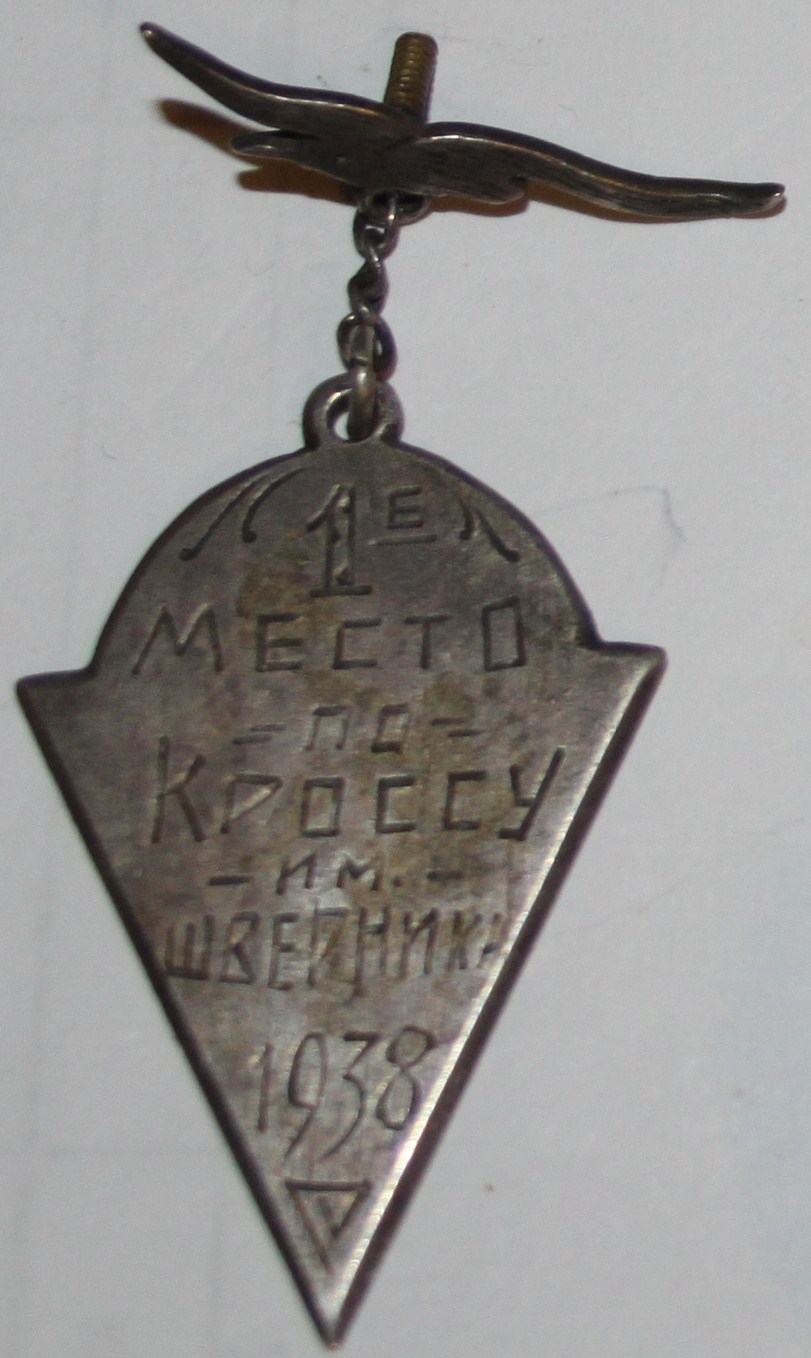 1Е
МЕСТО
- ПО -
КРОССУ
- ИМ. -
ШВЕРНИКА
1938